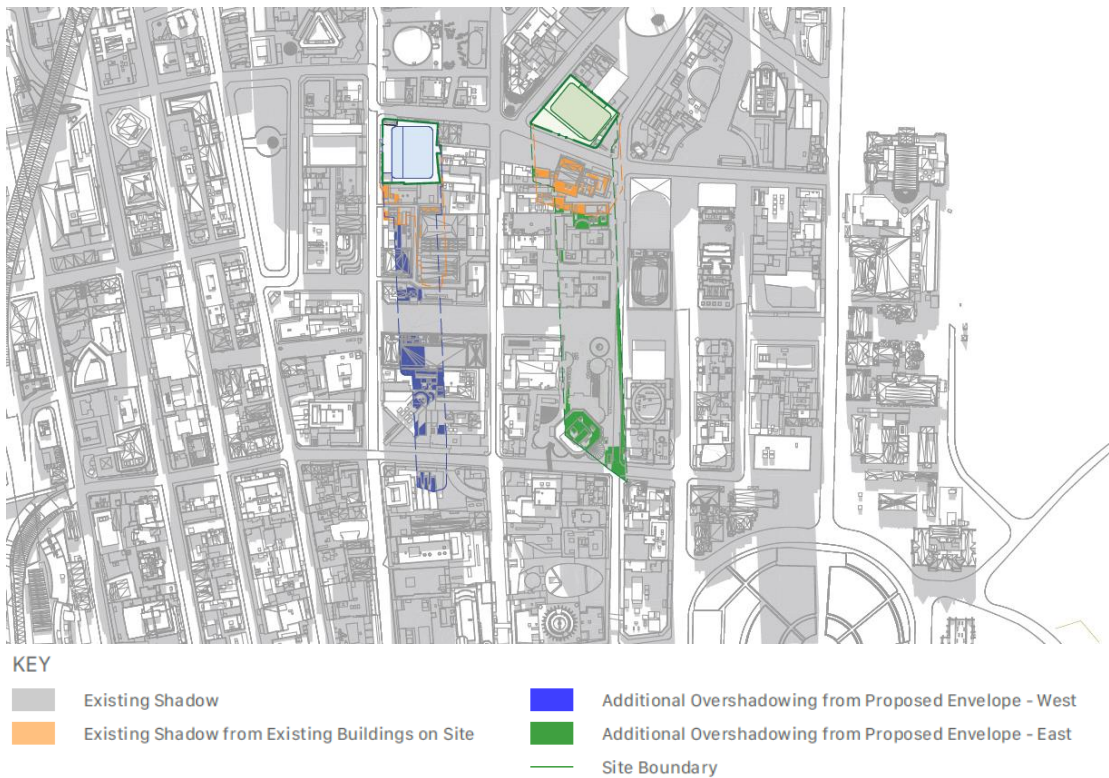 KEY
Existing Shadow
Existing Shadow from Existing Buildings on Site
Additional Overshadowing from Proposed Envelope - West
Additional Overshadowing from Proposed Envelope - East
Site Boundary